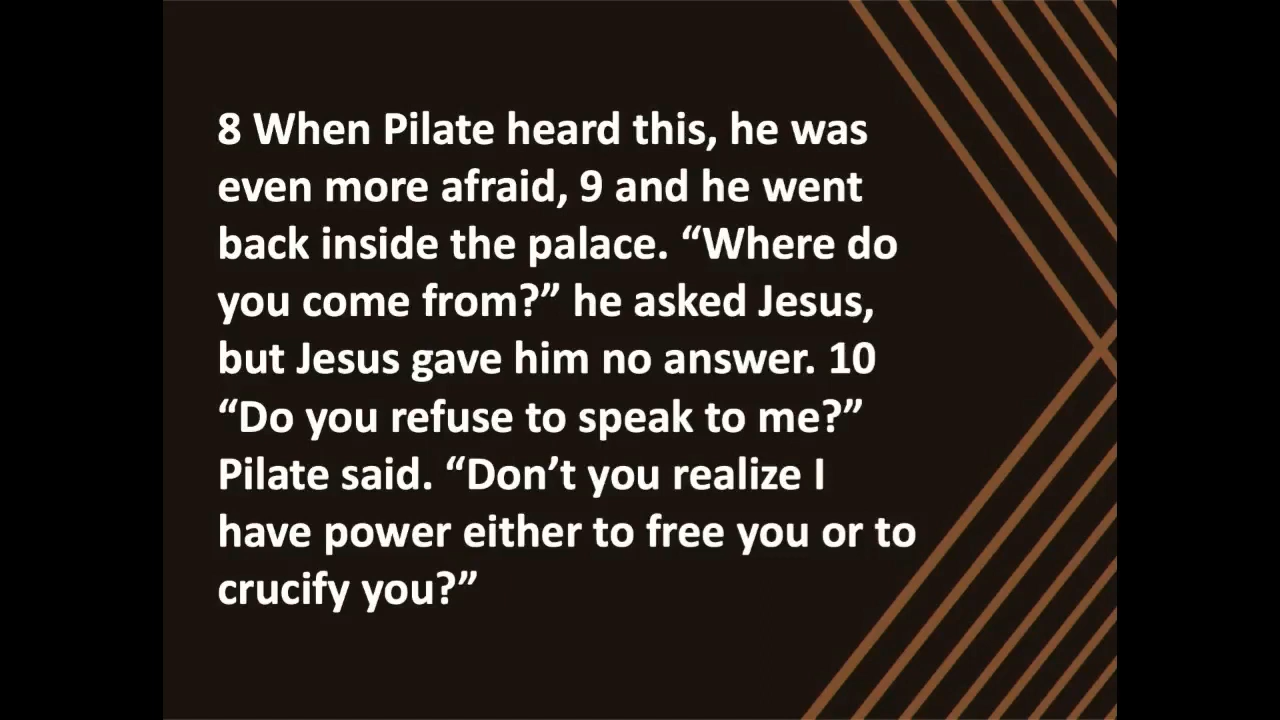 8 When Pilate heard this, he was
even more afraid, 9 and he went
back inside the palace. “Where do
you come from?” he asked Jesus,
but Jesus gave him no answer. 10
“Do you refuse to speak to me?”
Pilate said. “Don’t you realize I
have power either to free you or to
crucify you?”